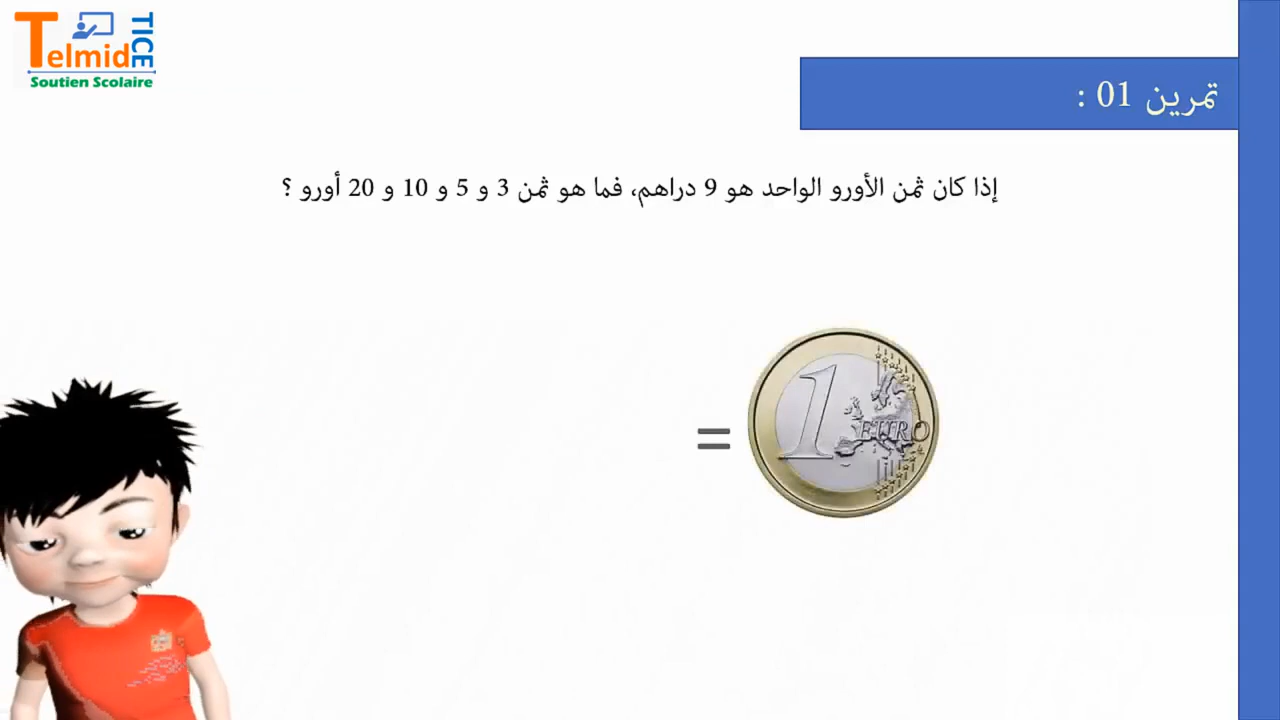 Telmid TICE
Soutien Scolaire
تمرين 01 :
إذا كان ثمن الأورو الواحد هو 9 دراهم، فما هو ثمن 3 و 5 و 10 و 20 أورو ؟
=
1 EURO